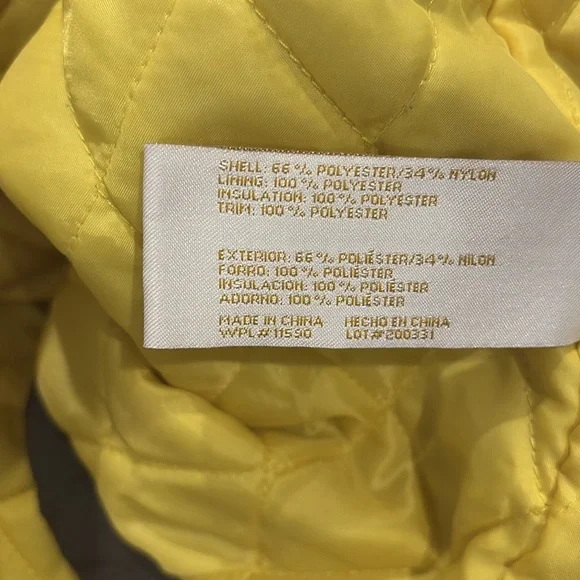 SHELL: 66% POLYESTER/34% NYLON
LINING: 100% POLYESTER
INSULATION: 100% POLYESTER
TRIM: 100% POLYESTER
EXTERIOR: 66% POLIÉSTER/34% NILON
FORRO: 100% POLIÉSTER
INSULACION: 100% POLIÉSTER
ADORNO: 100% POLIÉSTER
MADE IN CHINA HECHO EN CHINA
WPL# 11590 LOT#200331